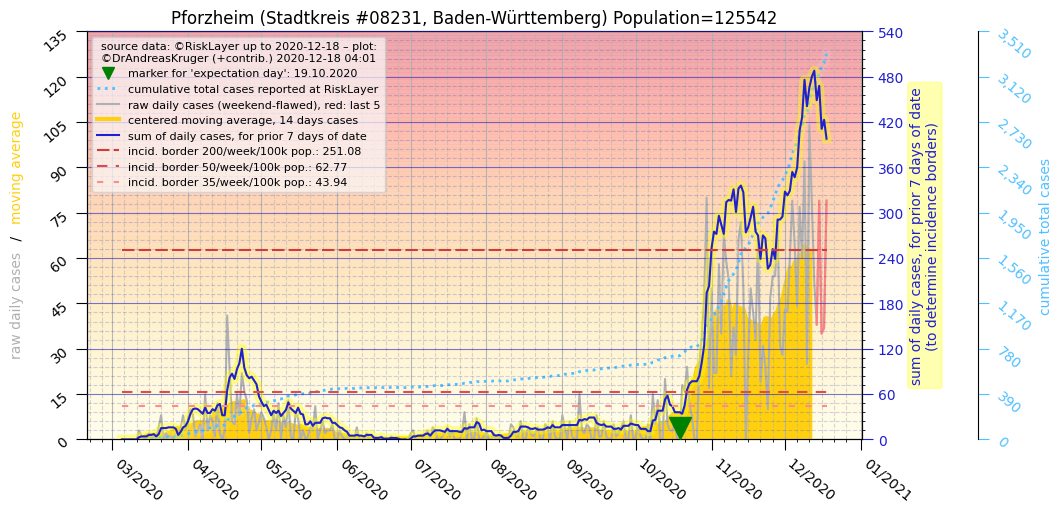 Pforzheim (Stadtkreis #08231, Baden-Württemberg) Population=125542
source data: ©RiskLayer up to 2020-12-18 – plot:
©DrAndreasKruger (+contrib.) 2020-12-18 04:01
marker for 'expectation day': 19.10.2020
cumulative total cases reported at RiskLayer
raw daily cases (weekend-flawed), red: last 5
centered moving average, 14 days cases
sum of daily cases, for prior 7 days of date
incid. border 200/week/100k pop.: 251.08
incid. border 50/week/100k pop.: 62.77
incid. border 35/week/100k pop.: 43.94
raw daily cases / moving average
135
120
105
90
75
60
45
30
15
0
03/2020
04/2020
05/2020
06/2020
07/2020
08/2020
09/2020
10/2020
11/2020
12/2020
01/2021
540
480
420
360
300
240
180
120
60
0
sum of daily cases, for prior 7 days of date
(to determine incidence borders)
3,510
3,120
2,730
2,340
1,950
1,560
1,170
780
390
0
cumulative total cases